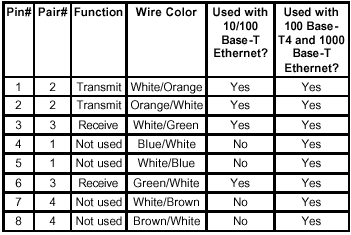 Pin# Pair# Function Wire Color Used with 10/100 Base-T Ethernet? Used with 100 Base-T4 and 1000 Base-T Ethernet?
1 2 Transmit White/Orange Yes Yes
2 2 Transmit Orange/White Yes Yes
3 3 Receive White/Green Yes Yes
4 1 Not used Blue/White No Yes
5 1 Not used White/Blue No Yes
6 3 Receive Green/White Yes Yes
7 4 Not used White/Brown No Yes
8 4 Not used Brown/White No Yes